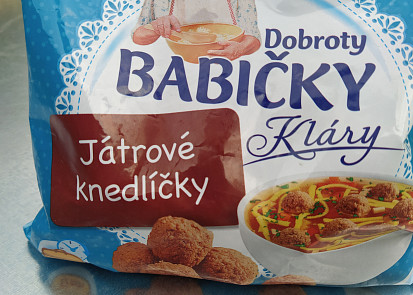 Dobroty
BABIČKY
Kláry
Játrové
knedlíčky